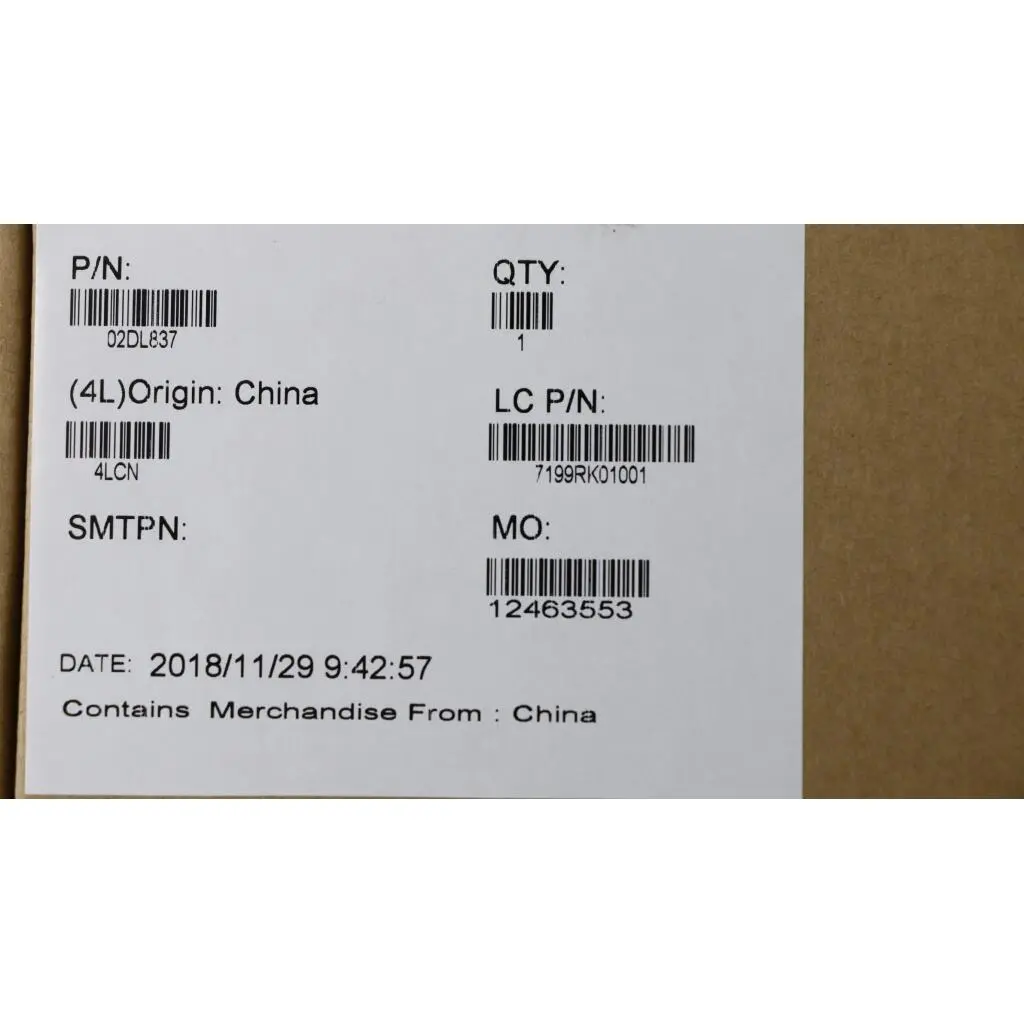 P/N:
02DL837
QTY:
1
(4L)Origin: China
4LCN
LC P/N:
7199RK01001
SMTPN:
MO:
12463553
DATE: 2018/11/29 9:42:57
Contains Merchandise From : China